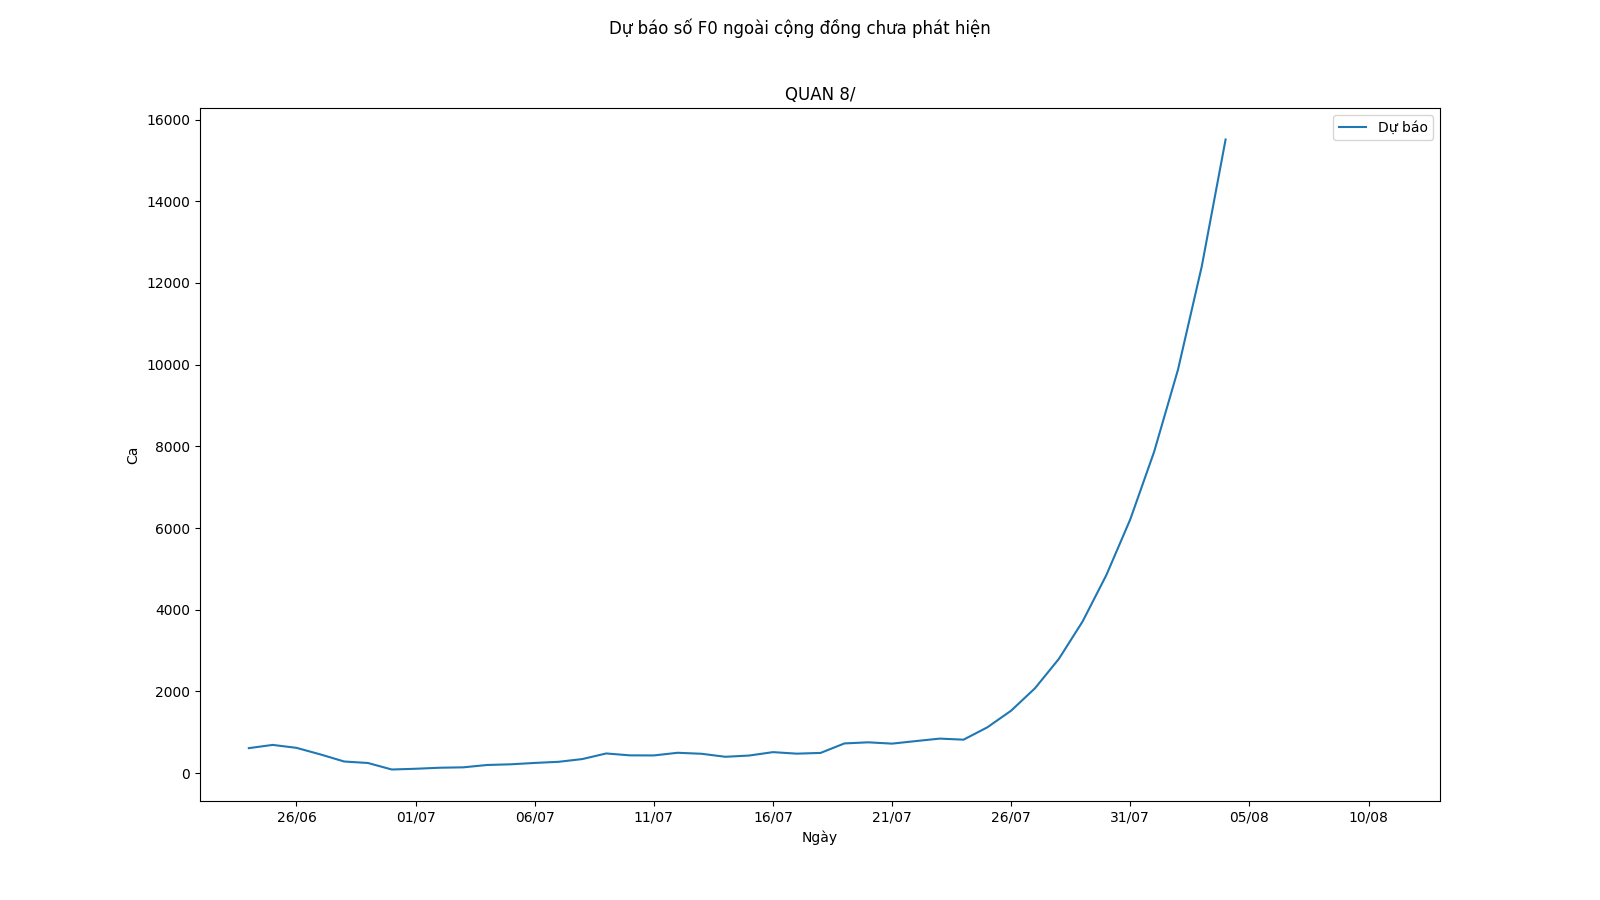 Dự báo số F0 ngoài cộng đồng chưa phát hiện
QUAN 8/
Dự báo
16000
14000
12000
10000
8000
6000
4000
2000
0
Ca
26/06 01/07 06/07 11/07 16/07 21/07 26/07 31/07 05/08 10/08
Ngày